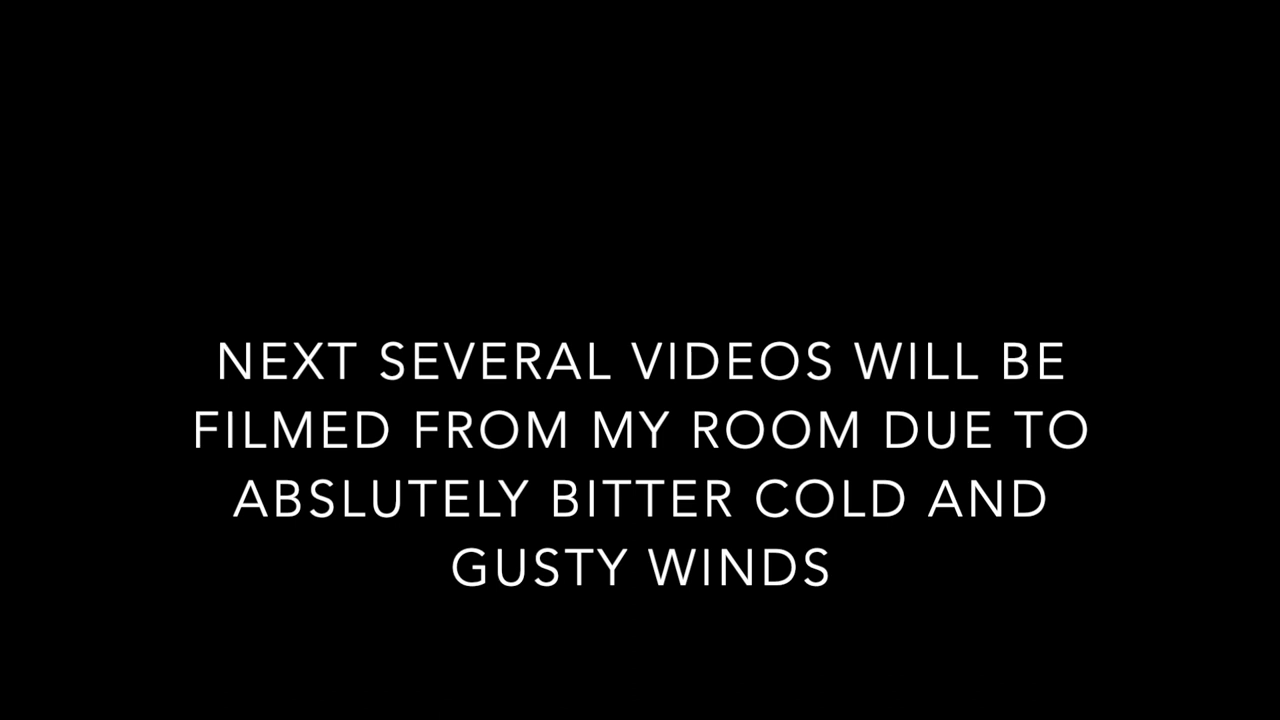 NEXT SEVERAL VIDEOS WILL BE
FILMED FROM MY ROOM DUE TO
ABSLUTELY BITTER COLD AND
GUSTY WINDS